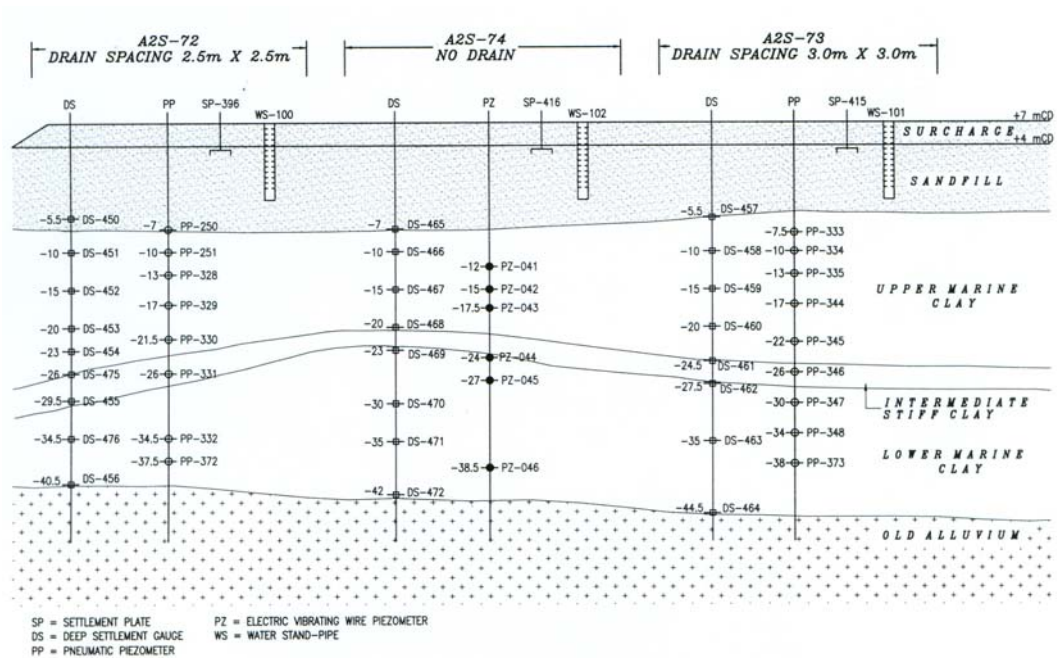 A2S-72
DRAIN SPACING 2.5m X 2.5m
A2S-74
NO DRAIN
A2S-73
DRAIN SPACING 3.0m X 3.0m
DS
PP
SP-396
WS-100
DS
PZ
SP-416
WS-102
DS
PP
SP-415
WS-101
+7 mCD
SURCHARGE
+4 mCD
SANDFILL
-5.5 DS-450
-10 DS-451
-15 DS-452
-20 DS-453
-23 DS-454
-26 DS-475
-29.5 DS-455
-34.5 DS-476
-40.5 DS-456
-7 PP-250
-10 PP-251
-13 PP-328
-17 PP-329
-21.5 PP-330
-26 PP-331
-34.5 PP-332
-37.5 PP-372
-7 DS-465
-10 DS-466
-15 DS-467
-20 DS-468
-23 DS-469
-30 DS-470
-35 DS-471
-42 DS-472
-12 PZ-041
-15 PZ-042
-17.5 PZ-043
-24 PZ-044
-27 PZ-045
-38.5 PZ-046
-5.5 DS-457
-10 DS-458
-15 DS-459
-20 DS-460
-24.5 DS-461
-27.5 DS-462
-35 DS-463
-44.5 DS-464
-7.5 PP-333
-10 PP-334
-13 PP-335
-17 PP-344
-22 PP-345
-26 PP-346
-30 PP-347
-34 PP-348
-38 PP-373
UPPER MARINE
CLAY
INTERMEDIATE
STIFF CLAY
LOWER MARINE
CLAY
OLD ALLUVIUM
SP = SETTLEMENT PLATE
DS = DEEP SETTLEMENT GAUGE
PP = PNEUMATIC PIEZOMETER
PZ = ELECTRIC VIBRATING WIRE PIEZOMETER
WS = WATER STAND-PIPE